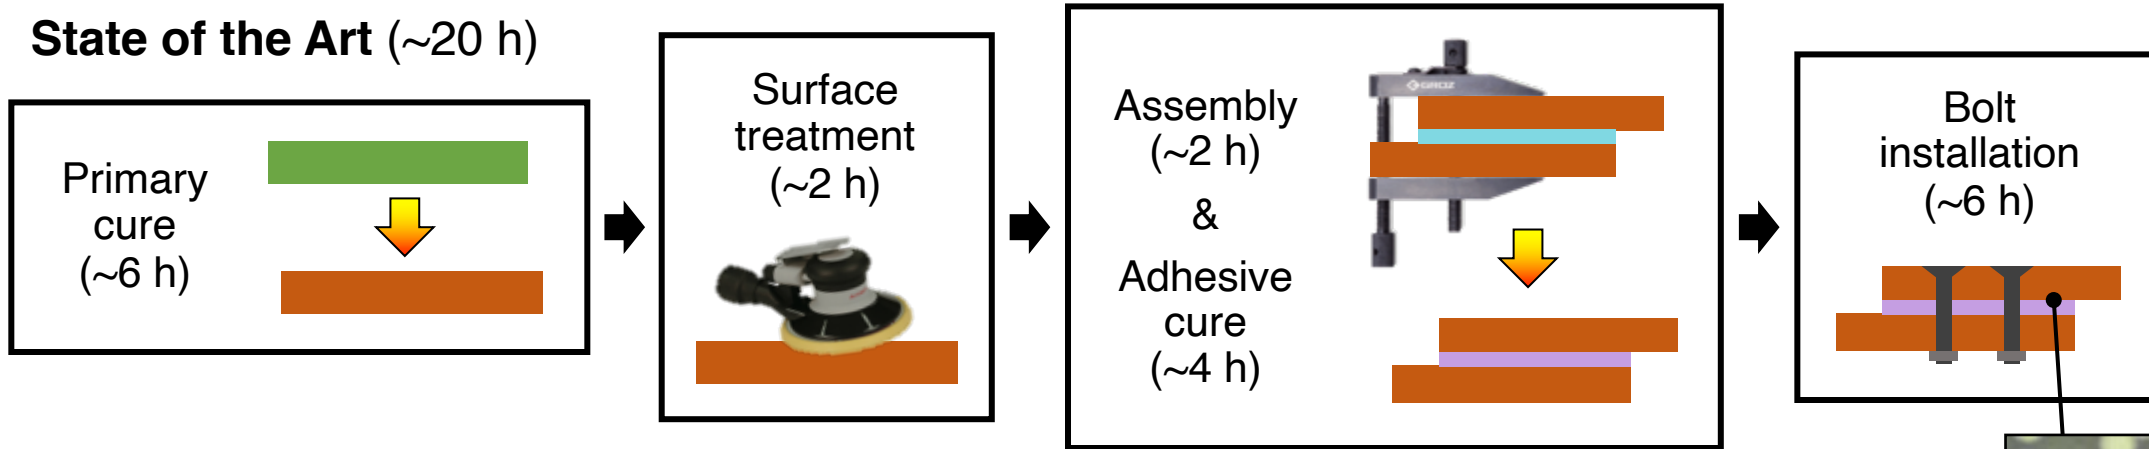 State of the Art (~20 h)
Primary
cure
(~6 h)
Surface
treatment
(~2 h)
Assembly
(~2 h)
&
Adhesive
cure
(~4 h)
GROZ
Bolt
installation
(~6 h)